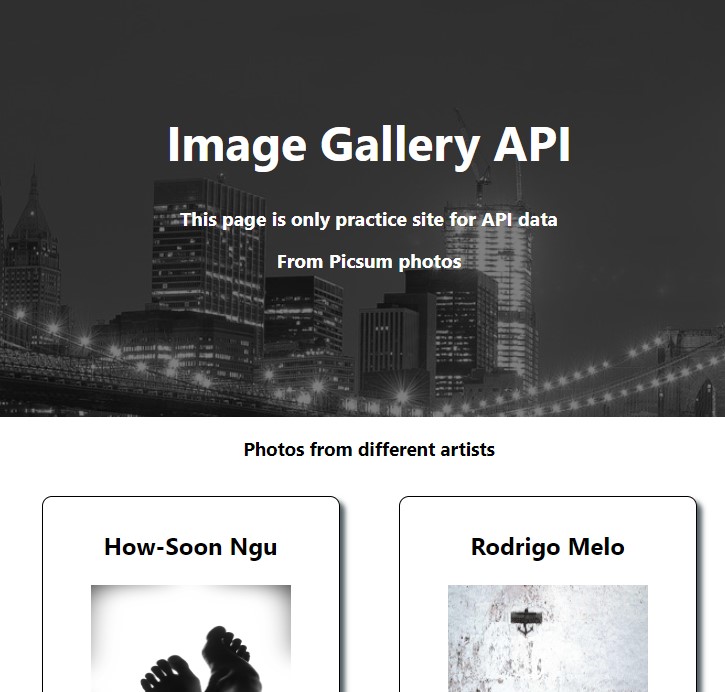 Image Gallery API
This page is only practice site for API data
From Picsum photos
Photos from different artists
How-Soon Ngu
Rodrigo Melo